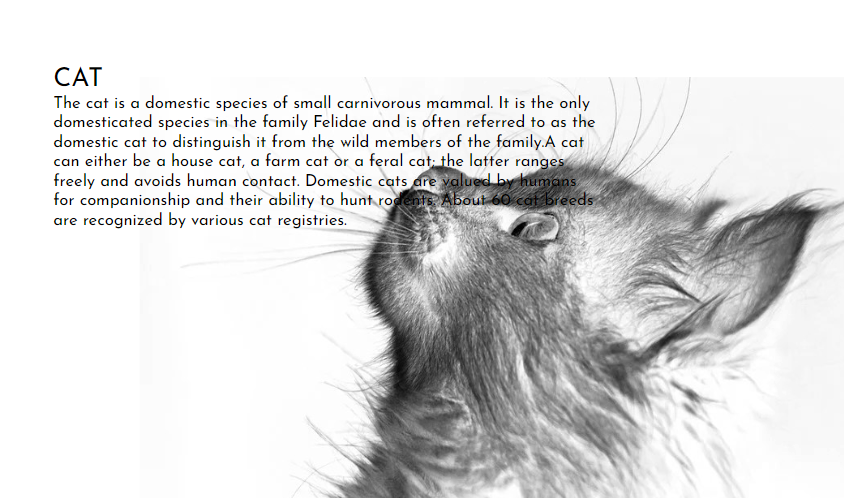 CAT
The cat is a domestic species of small carnivorous mammal. It is the only
domesticated species in the family Felidae and is often referred to as the
domestic cat to distinguish it from the wild members of the family.A cat
can either be a house cat, a farm cat or a feral cat; the latter ranges
freely and avoids human contact. Domestic cats are valued by humans
for companionship and their ability to hunt rodents. About 60 cat breeds
are recognized by various cat registries.